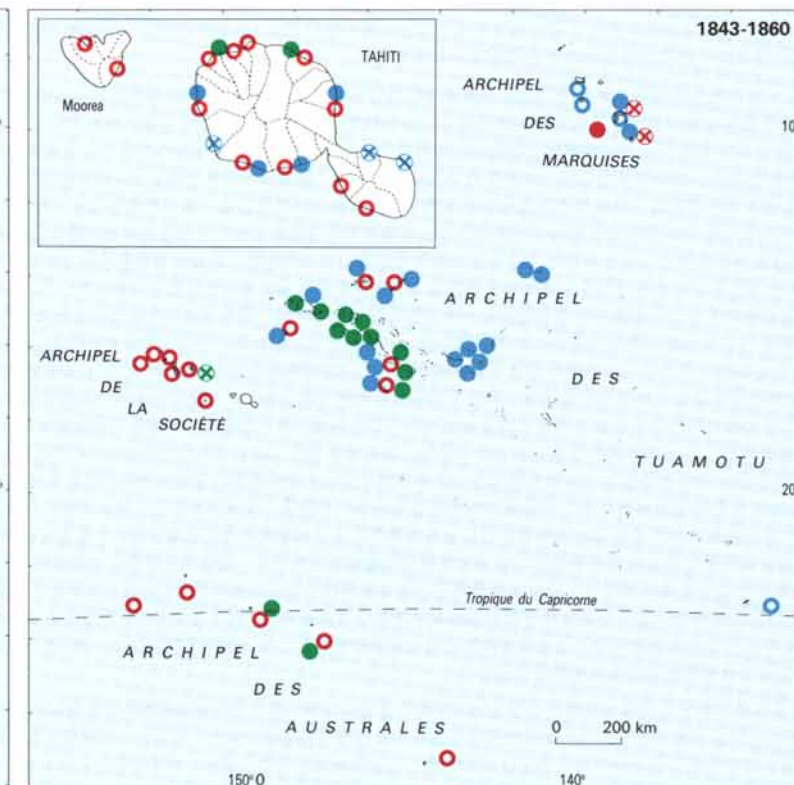 1843-1860
TAHITI
Moorea
ARCHIPEL
DES
MARQUISES
10
ARCHIPEL
DES
TUAMOTU
ARCHIPEL
DE
LA
SOCIÉTÉ
20
Tropique du Capricorne
ARCHIPEL
DES
AUSTRALES
0 200 km
150° O
140°